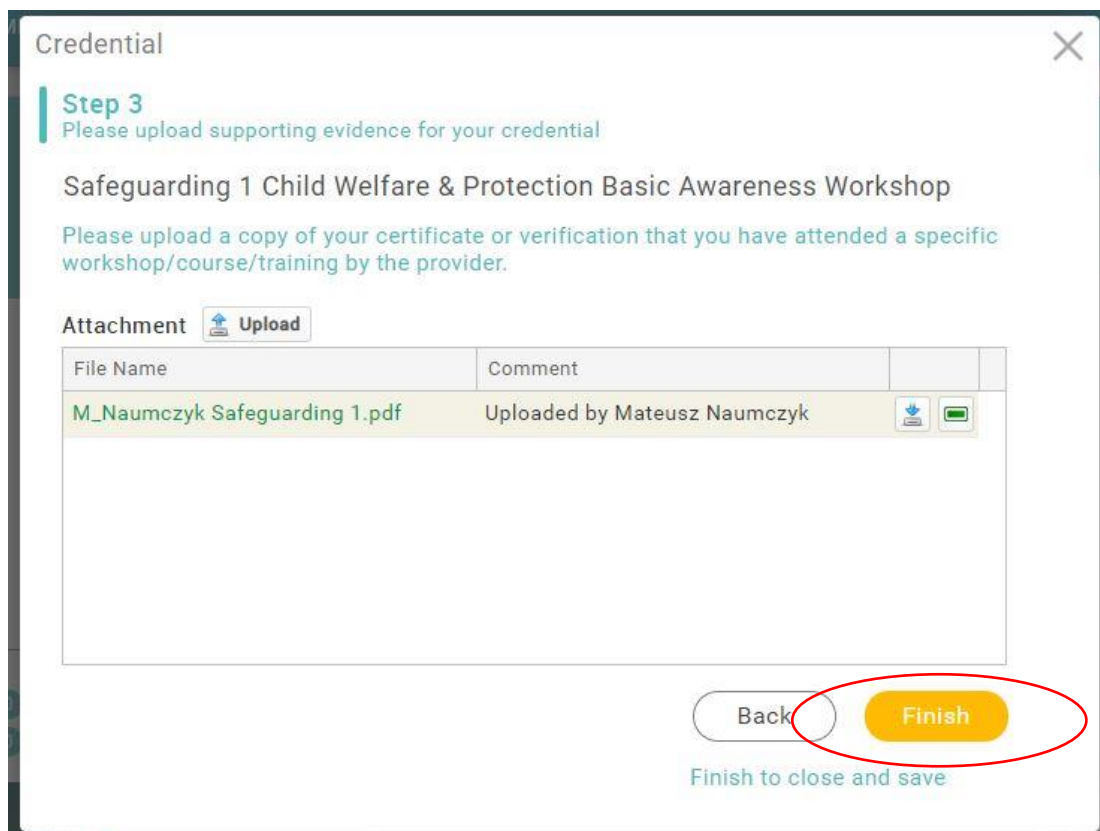 Credential
Step 3
Please upload supporting evidence for your credential
Safeguarding 1 Child Welfare & Protection Basic Awareness Workshop
Please upload a copy of your certificate or verification that you have attended a specific
workshop/course/training by the provider.
Attachment Upload
File Name Comment
M_Naumczyk Safeguarding 1.pdf Uploaded by Mateusz Naumczyk
Back Finish
Finish to close and save